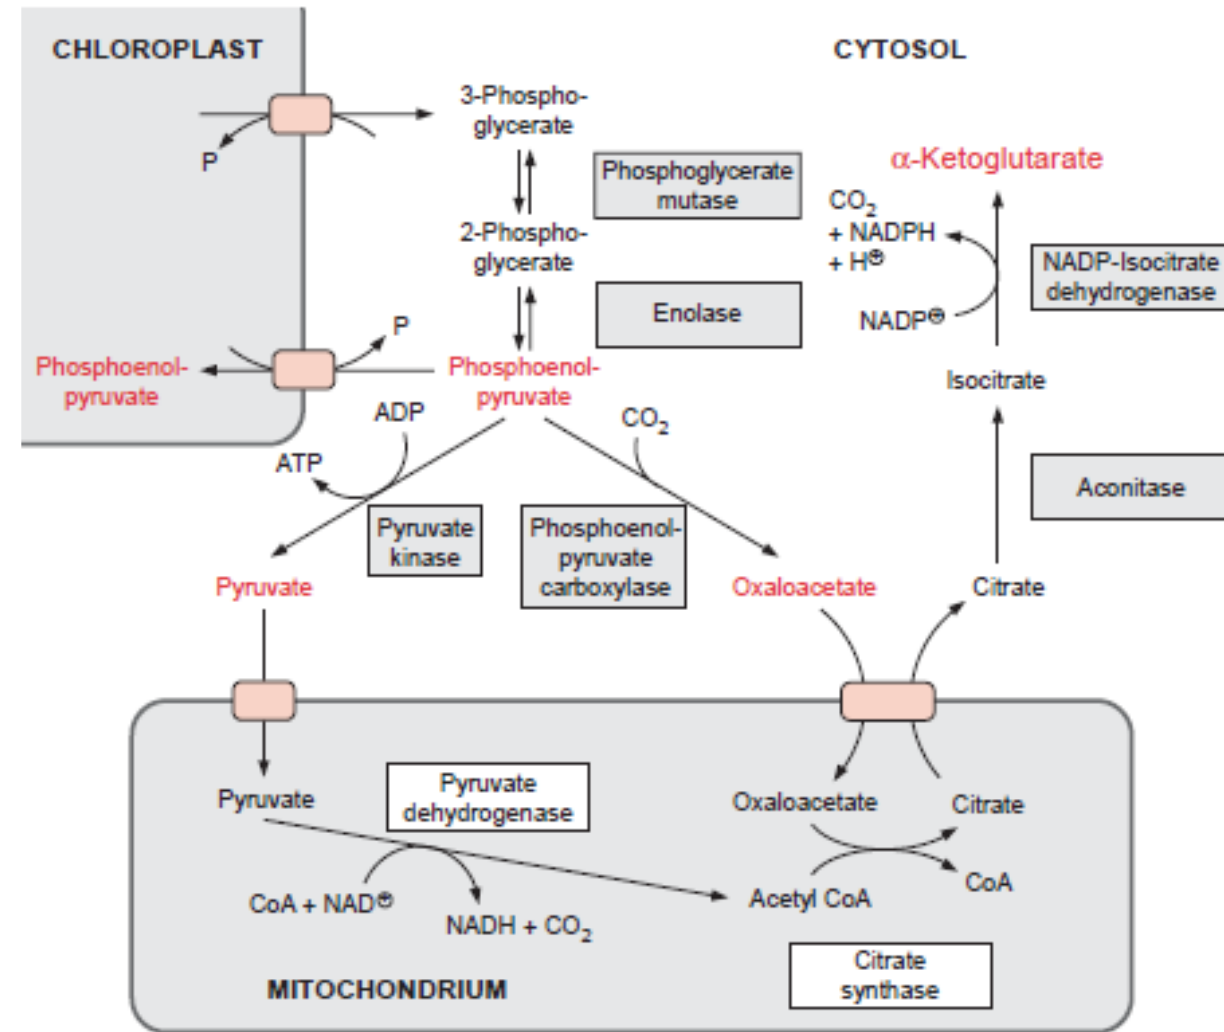 CHLOROPLAST
CYTOSOL
3-Phospho-
glycerate
P
Phosphoglycerate
mutase
α-Ketoglutarate
CO₂
+ NADPH
+ H⊕
NADP⊕
NADP-Isocitrate
dehydrogenase
2-Phospho-
glycerate
Enolase
P
Phosphoenol-
pyruvate
Phosphoenol-
pyruvate
Isocitrate
ADP
ATP
CO₂
Aconitase
Pyruvate
kinase
Phosphoenol-
pyruvate
carboxylase
Pyruvate
Oxaloacetate
Citrate
Pyruvate
Pyruvate
dehydrogenase
Oxaloacetate
Citrate
CoA + NAD⊕
NADH + CO₂
Acetyl CoA
CoA
Citrate
synthase
MITOCHONDRIUM